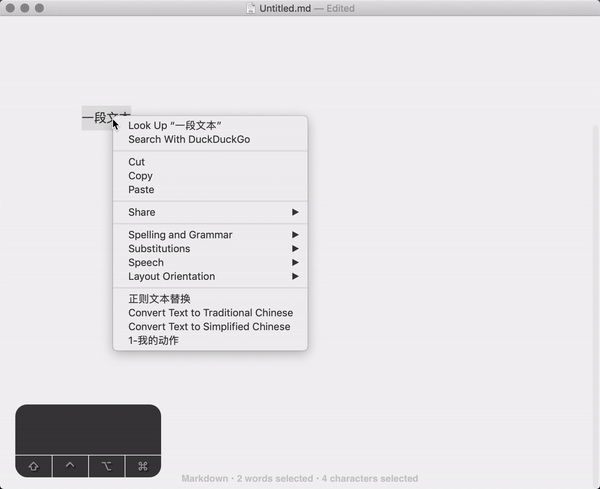 Untitled.md — Edited
一段文本
Look Up “一段文本”
Search With DuckDuckGo
Cut
Copy
Paste
Share
Spelling and Grammar
Substitutions
Speech
Layout Orientation
正则文本替换
Convert Text to Traditional Chinese
Convert Text to Simplified Chinese
1-我的动作
Markdown · 2 words selected · 4 characters selected